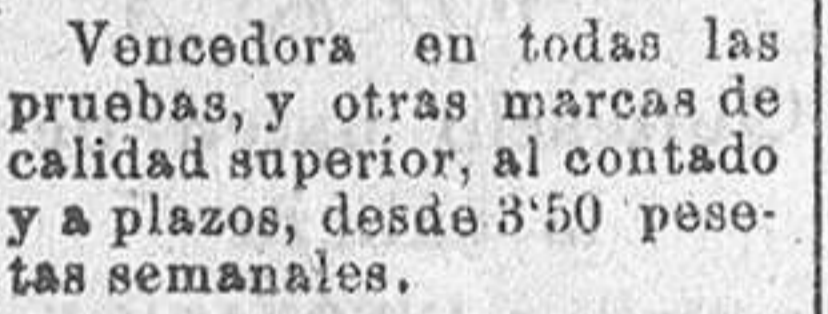 Vencedora en todas las
pruebas, y otras marcas de
calidad superior, al contado
y a plazos, desde 3'50 pese-
tas semanales.